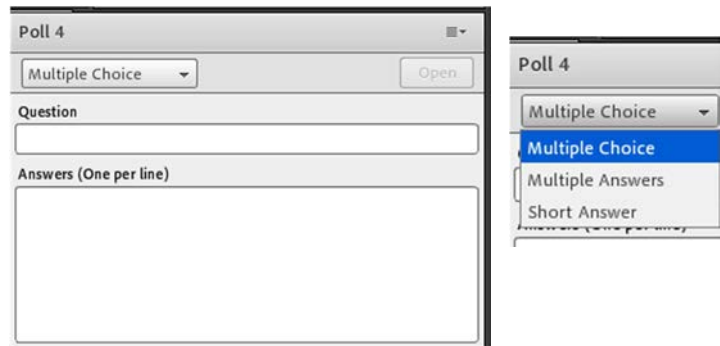 Poll 4
Multiple Choice
Open
Question
Answers (One per line)
Poll 4
Multiple Choice
Multiple Choice
Multiple Answers
Short Answer